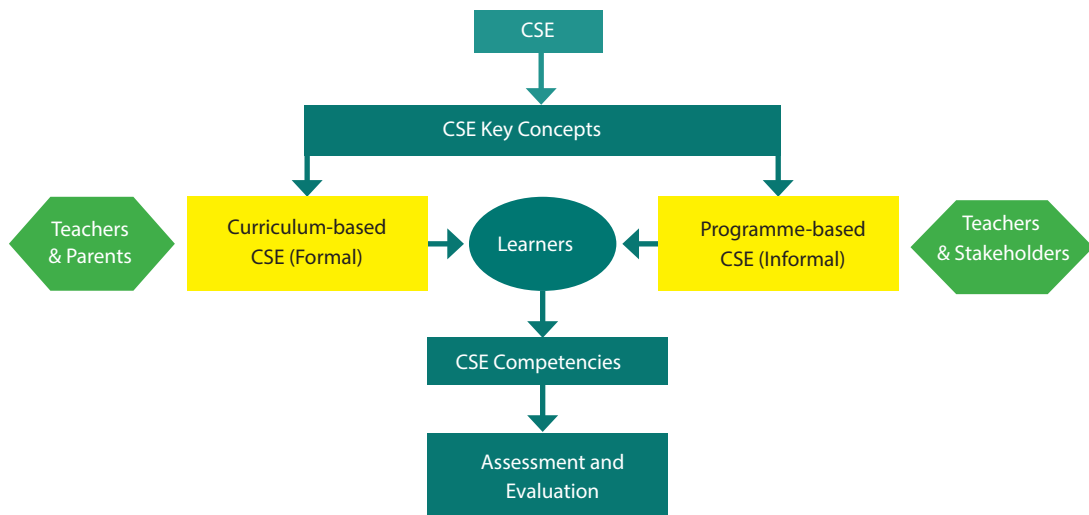 CSE
CSE Key Concepts
Teachers
& Parents
Curriculum-based
CSE (Formal)
Learners
Programme-based
CSE (Informal)
Teachers
& Stakeholders
CSE Competencies
Assessment and
Evaluation